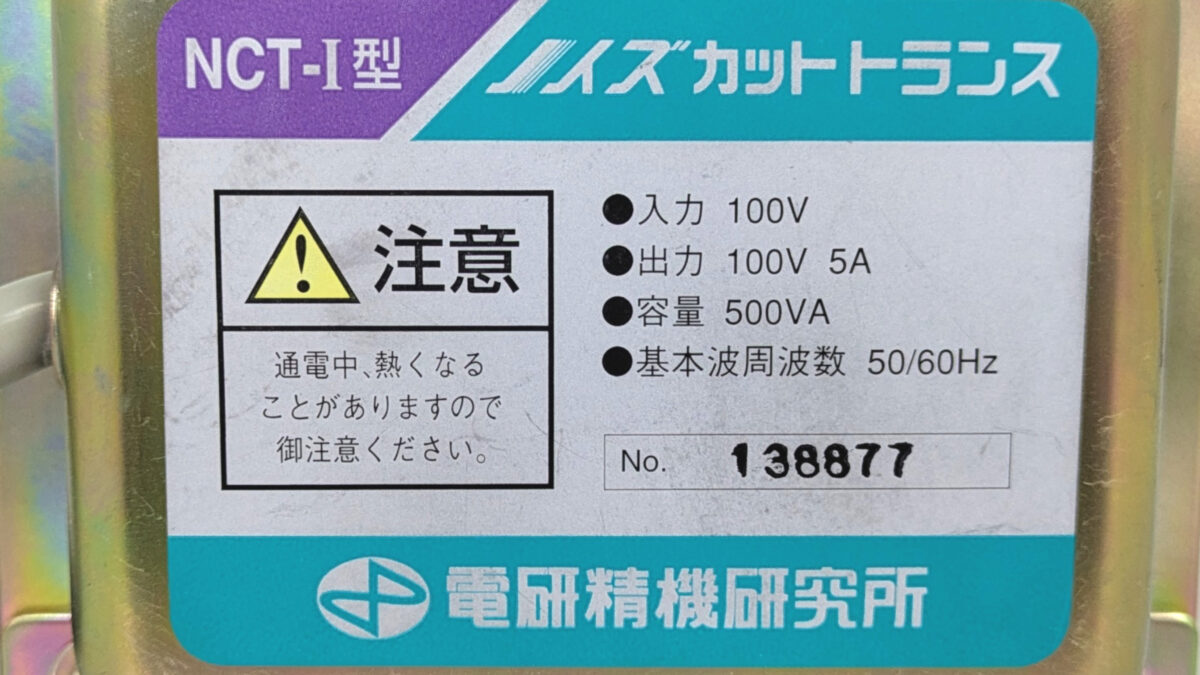 NCT-I型
ノイズカットトランス
注意
通電中、熱くなる
ことがありますので
御注意ください。
●入力 100V
●出力 100V 5A
●容量 500VA
●基本波周波数 50/60Hz
No. 138877
電研精機研究所